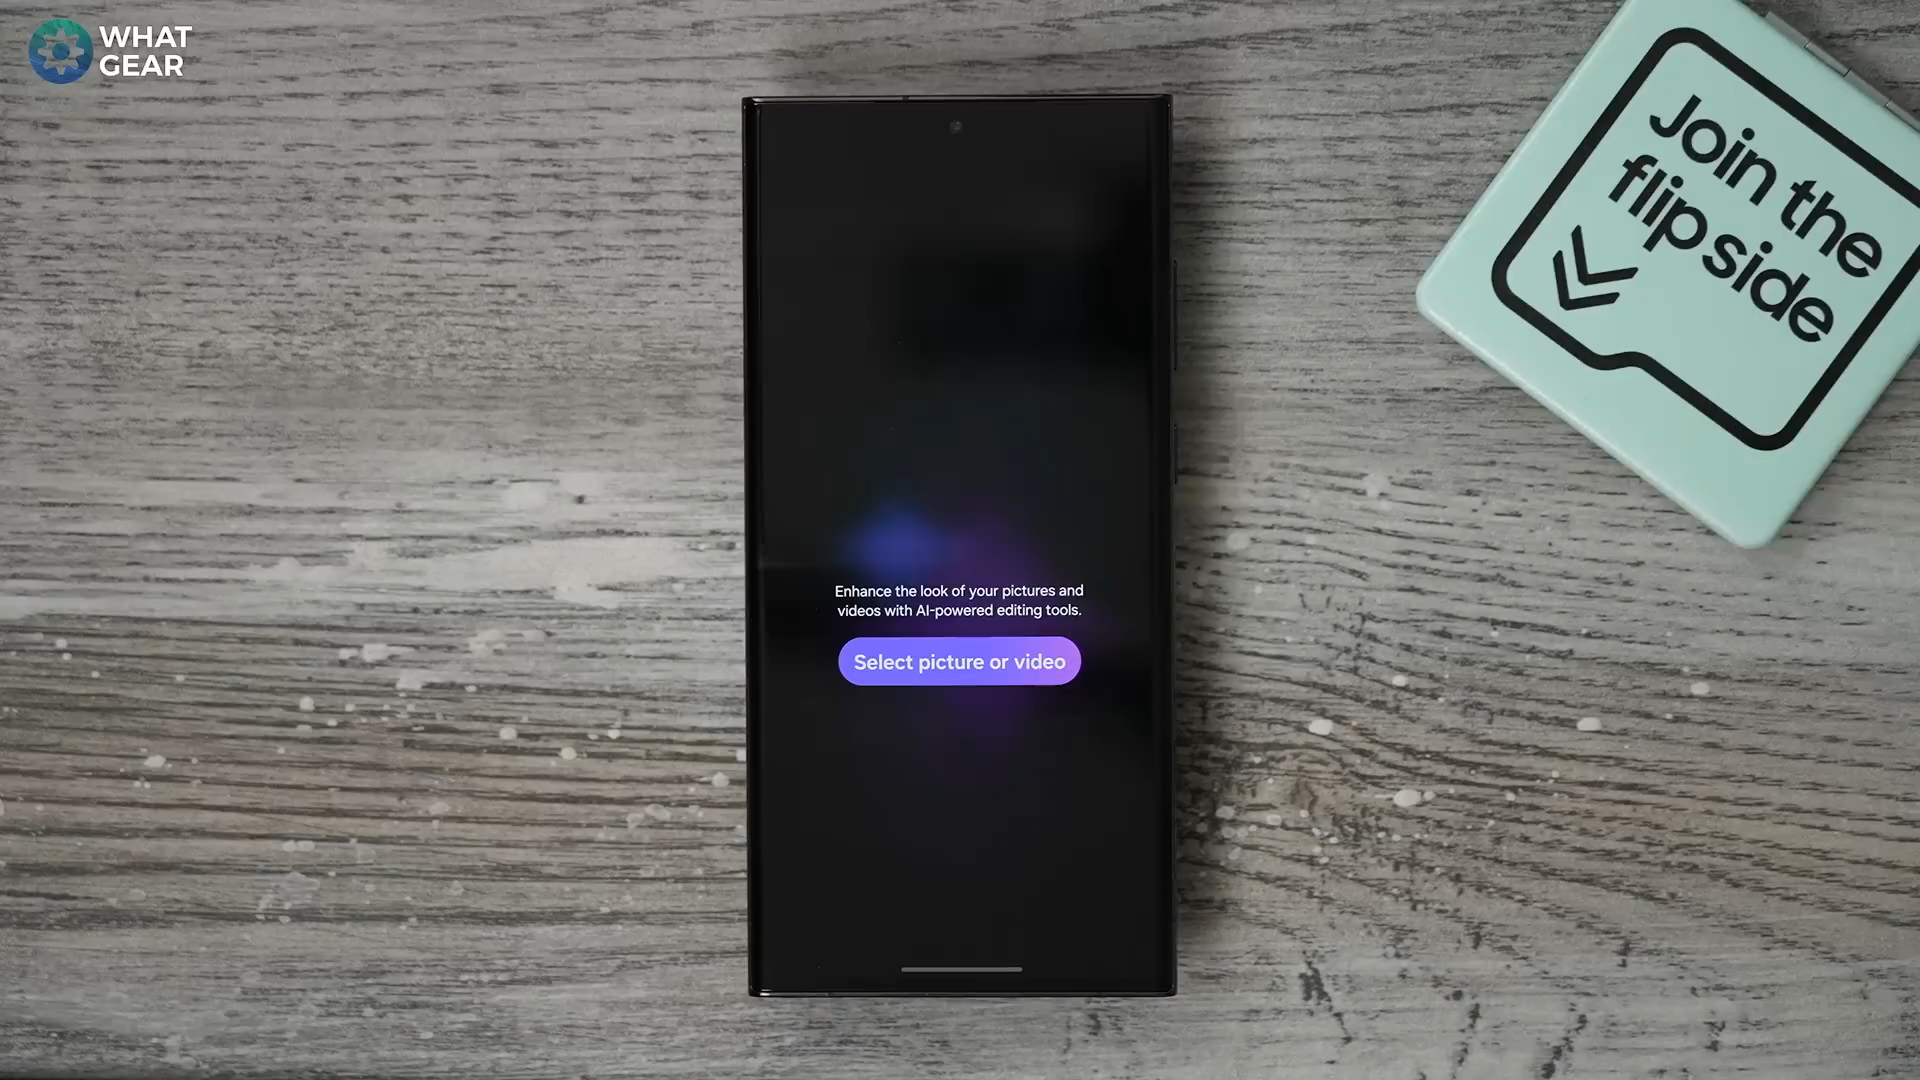 WHAT
GEAR
Join the
flip side
Enhance the look of your pictures and
videos with AI-powered editing tools.
Select picture or video